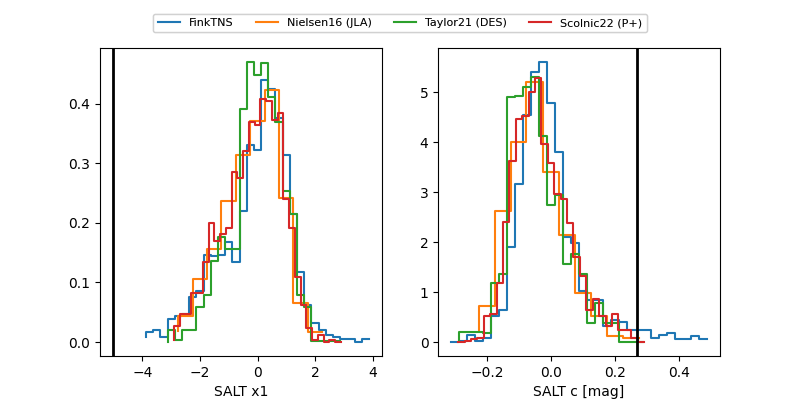 FinkTNS Nielsen16 (JLA) Taylor21 (DES) Scolnic22 (P+)
0.4
0.3
0.2
0.1
0.0
−4 −2 0 2 4
SALT x1
5
4
3
2
1
0
−0.2 0.0 0.2 0.4
SALT c [mag]